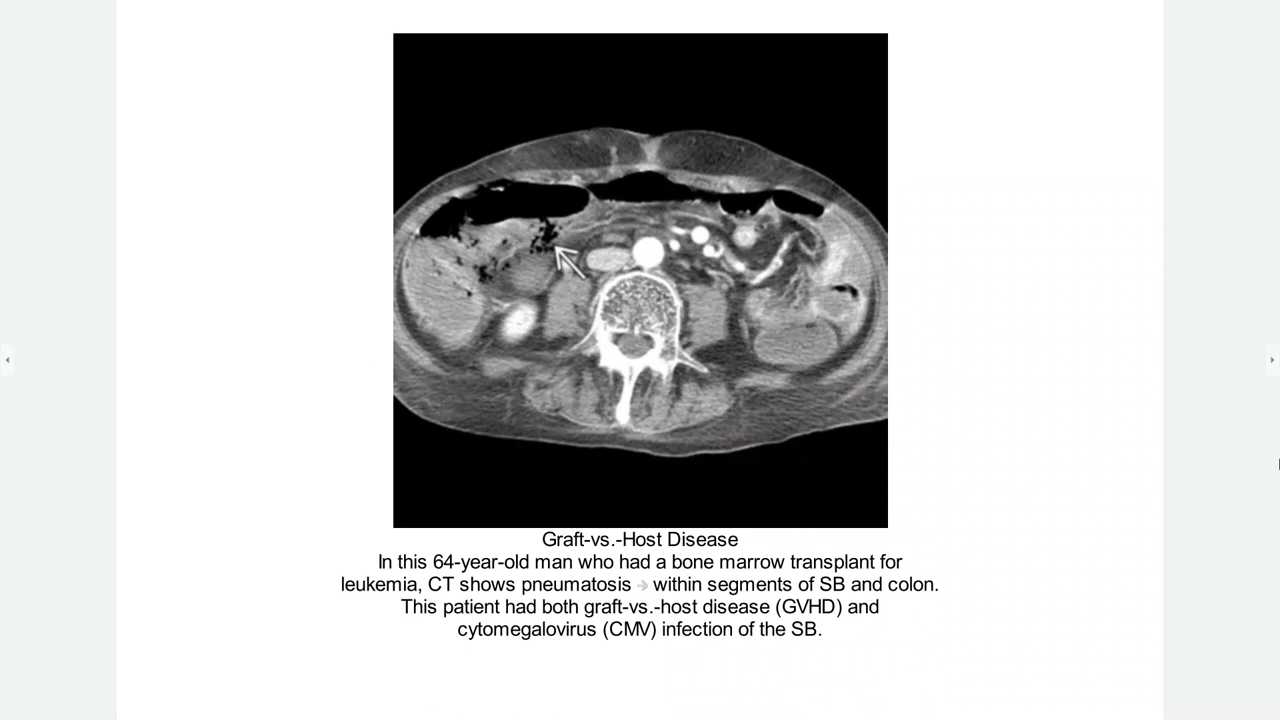 Graft-vs.-Host Disease
In this 64-year-old man who had a bone marrow transplant for
leukemia, CT shows pneumatosis → within segments of SB and colon.
This patient had both graft-vs.-host disease (GVHD) and
cytomegalovirus (CMV) infection of the SB.